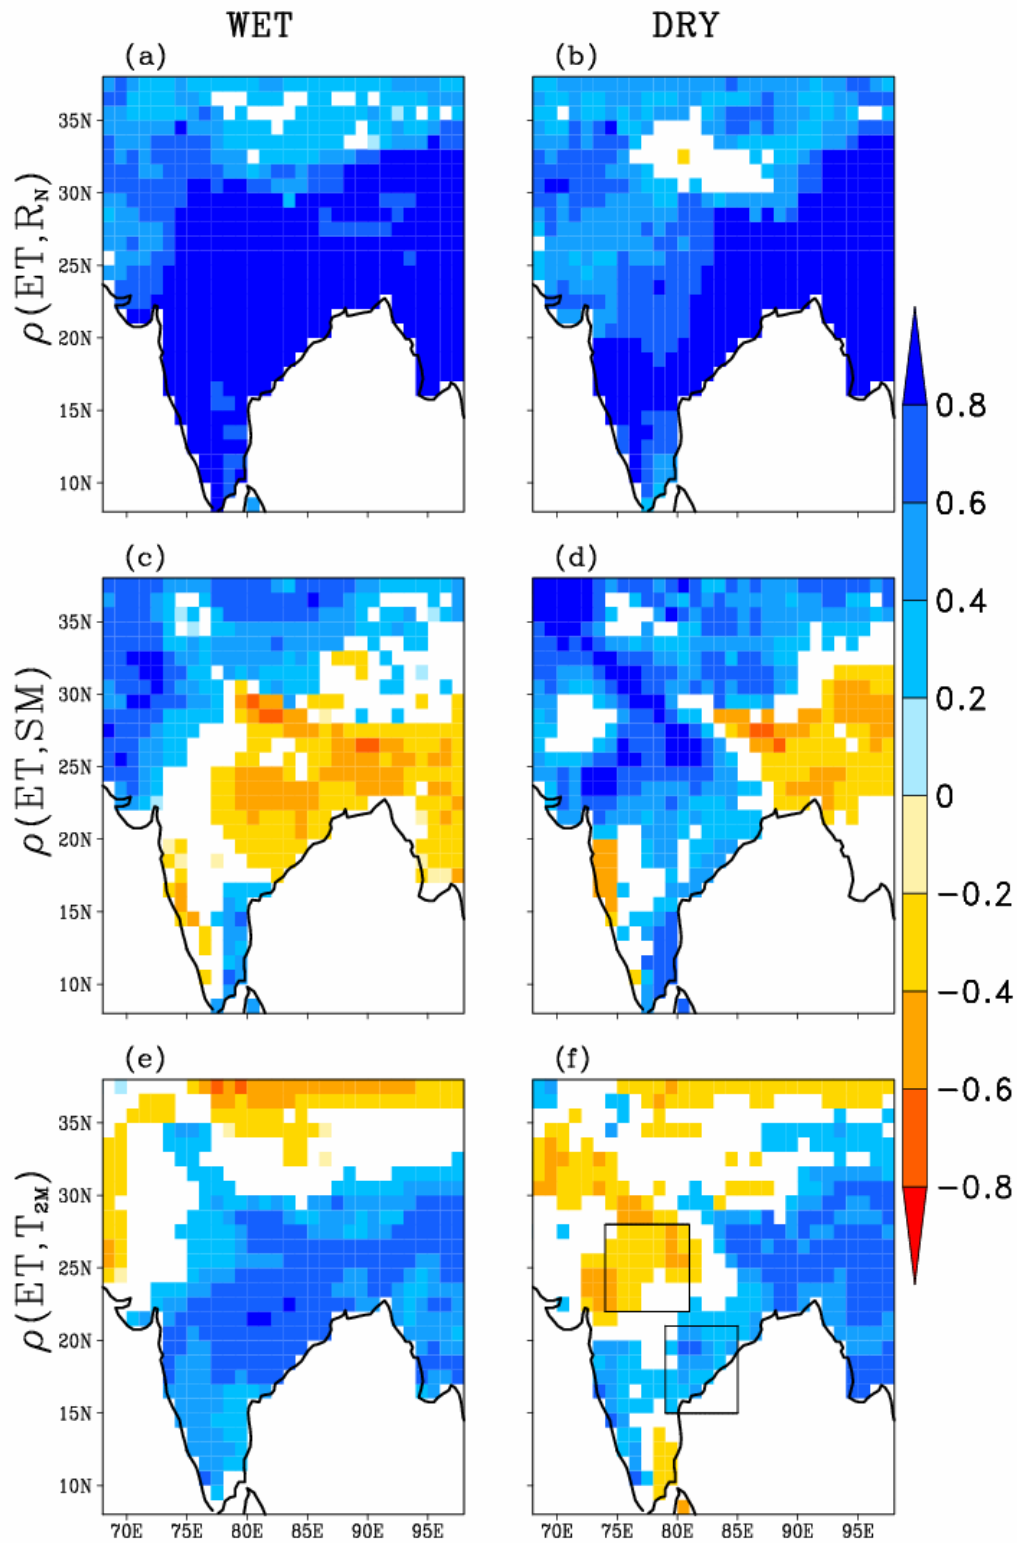 WET DRY
(a) (b)
35N
30N
25N
20N
15N
10N
ρ(ET,R_N)
(c) (d)
35N
30N
25N
20N
15N
10N
ρ(ET,SM)
(e) (f)
35N
30N
25N
20N
15N
10N
ρ(ET,T_2M)
70E 75E 80E 85E 90E 95E 70E 75E 80E 85E 90E 95E
0.8
0.6
0.4
0.2
0
−0.2
−0.4
−0.6
−0.8